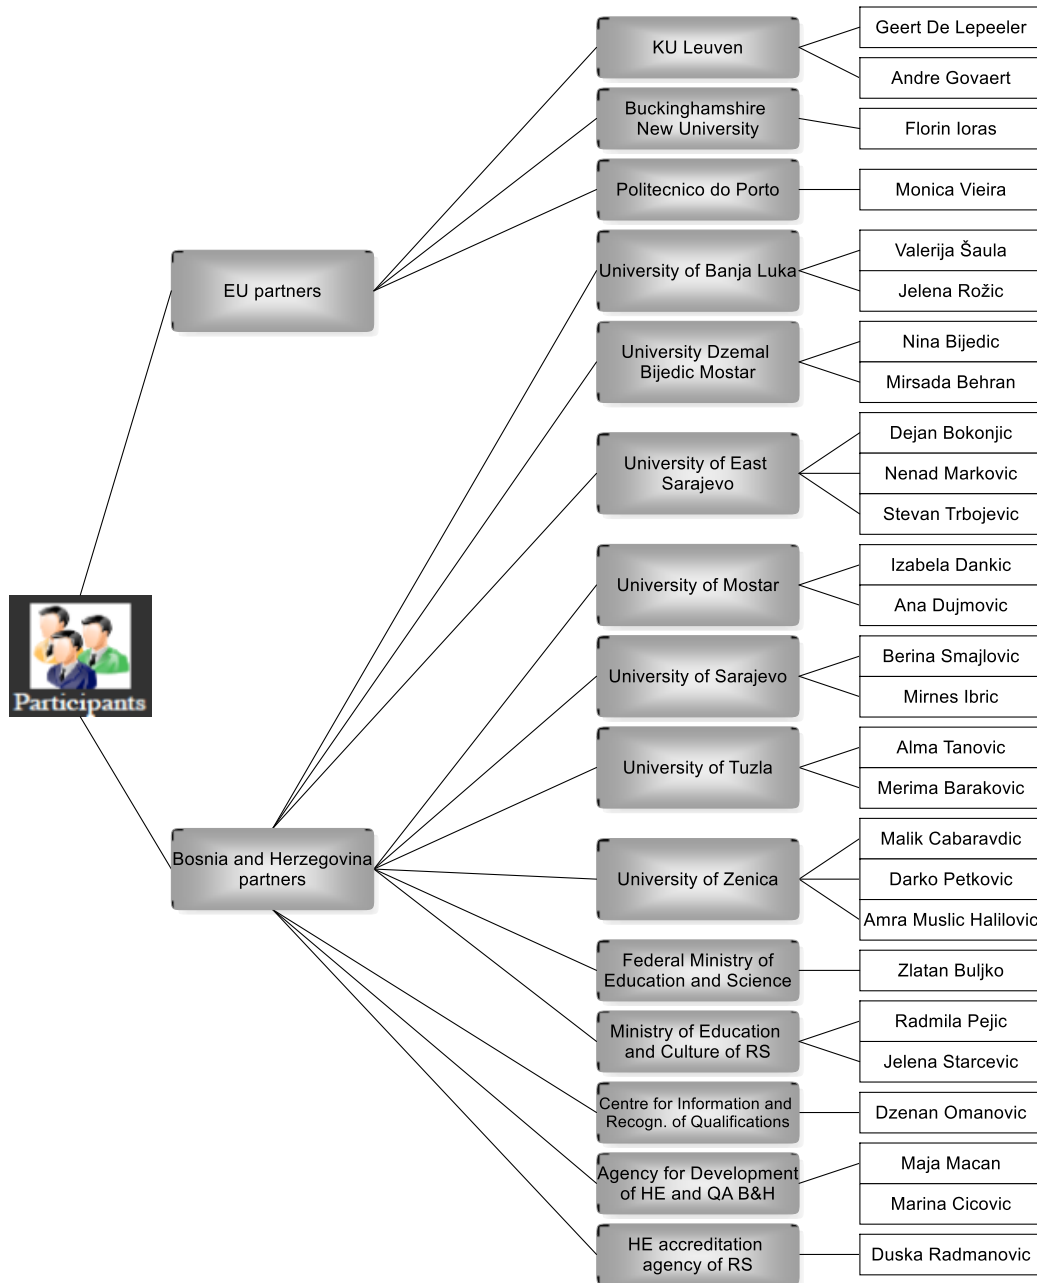 KU Leuven
Geert De Lepeeler
Andre Govaert
Buckinghamshire
New University
Florin Ioras
Politecnico do Porto
Monica Vieira
EU partners
University of Banja Luka
Valerija Šaula
Jelena Rožic
University Dzemal
Bijedic Mostar
Nina Bijedic
Mirsada Behran
University of East
Sarajevo
Dejan Bokonjic
Nenad Markovic
Stevan Trbojevic
University of Mostar
Izabela Dankic
Ana Dujmovic
Participants
University of Sarajevo
Berina Smajlovic
Mirnes Ibric
University of Tuzla
Alma Tanovic
Merima Barakovic
Bosnia and Herzegovina
partners
University of Zenica
Malik Cabaravdic
Darko Petkovic
Amra Muslic Halilovic
Federal Ministry of
Education and Science
Zlatan Buljko
Ministry of Education
and Culture of RS
Radmila Pejic
Jelena Starcevic
Centre for Information and
Recogn. of Qualifications
Dzenan Omanovic
Agency for Development
of HE and QA B&H
Maja Macan
Marina Cicovic
HE accreditation
agency of RS
Duska Radmanovic